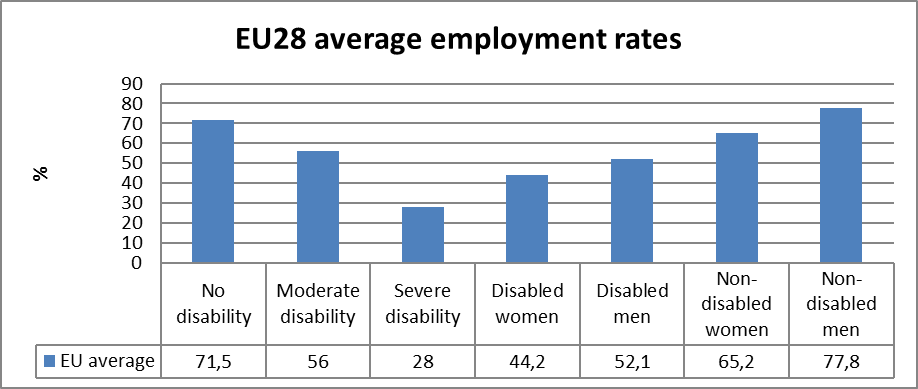 EU28 average employment rates
%
90
80
70
60
50
40
30
20
10
0
No disability
Moderate disability
Severe disability
Disabled women
Disabled men
Non-disabled women
Non-disabled men
EU average 71,5 56 28 44,2 52,1 65,2 77,8